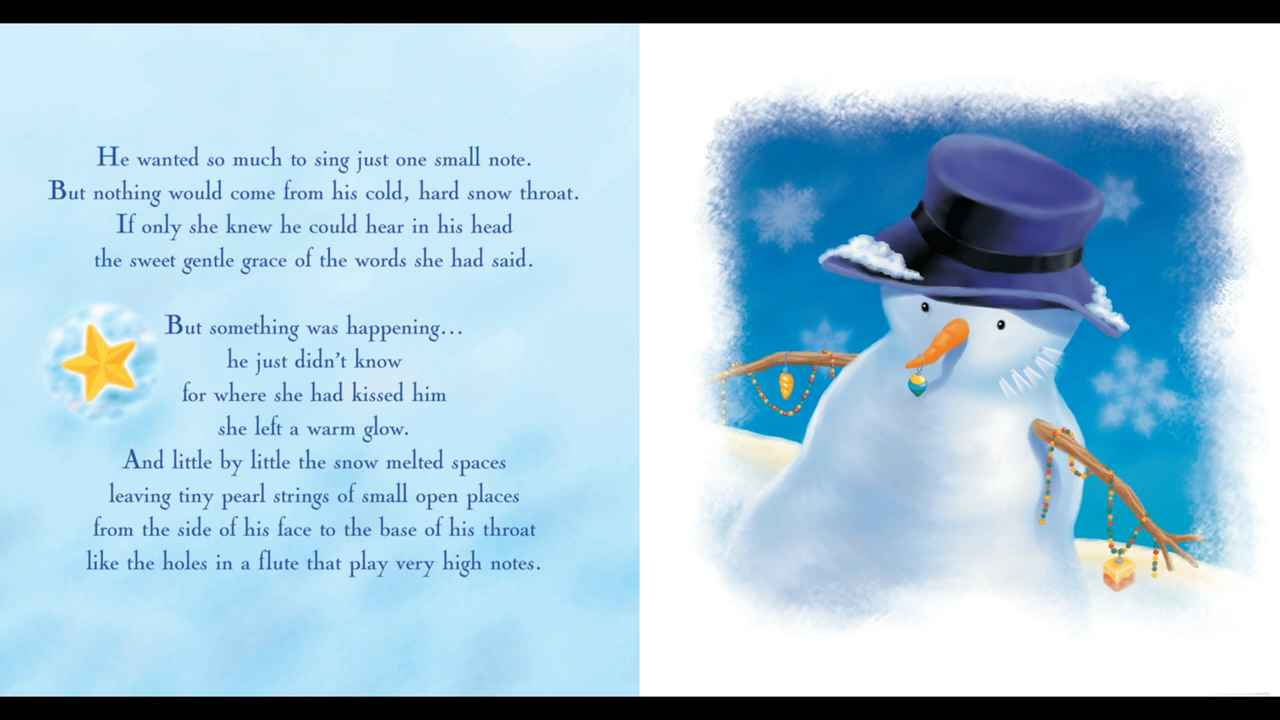 He wanted so much to sing just one small note.
But nothing would come from his cold, hard snow throat.
If only she knew he could hear in his head
the sweet gentle grace of the words she had said.
But something was happening...
he just didn't know
for where she had kissed him
she left a warm glow.
And little by little the snow melted spaces
leaving tiny pearl strings of small open places
from the side of his face to the base of his throat
like the holes in a flute that play very high notes.